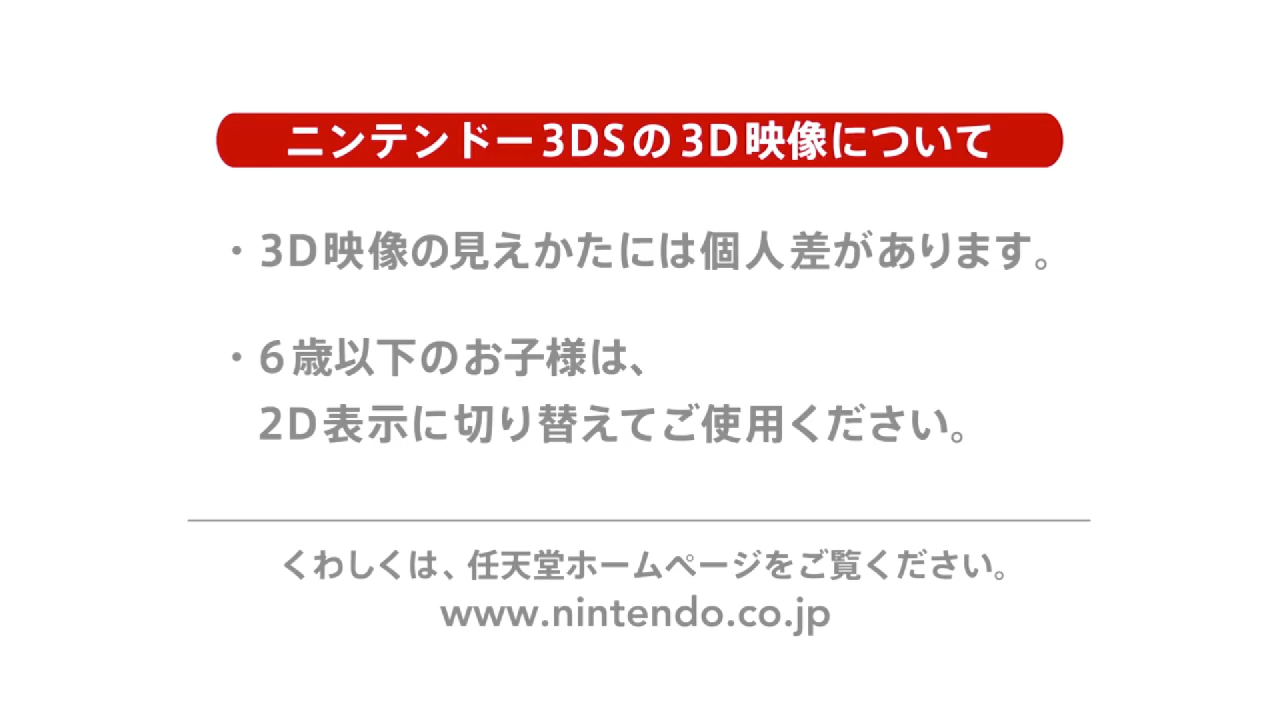 ニンテンドー3DSの3D映像について
・3D映像の見えかたには個人差があります。
・6歳以下のお子様は、
2D表示に切り替えてご使用ください。
くわしくは、任天堂ホームページをご覧ください。
www.nintendo.co.jp